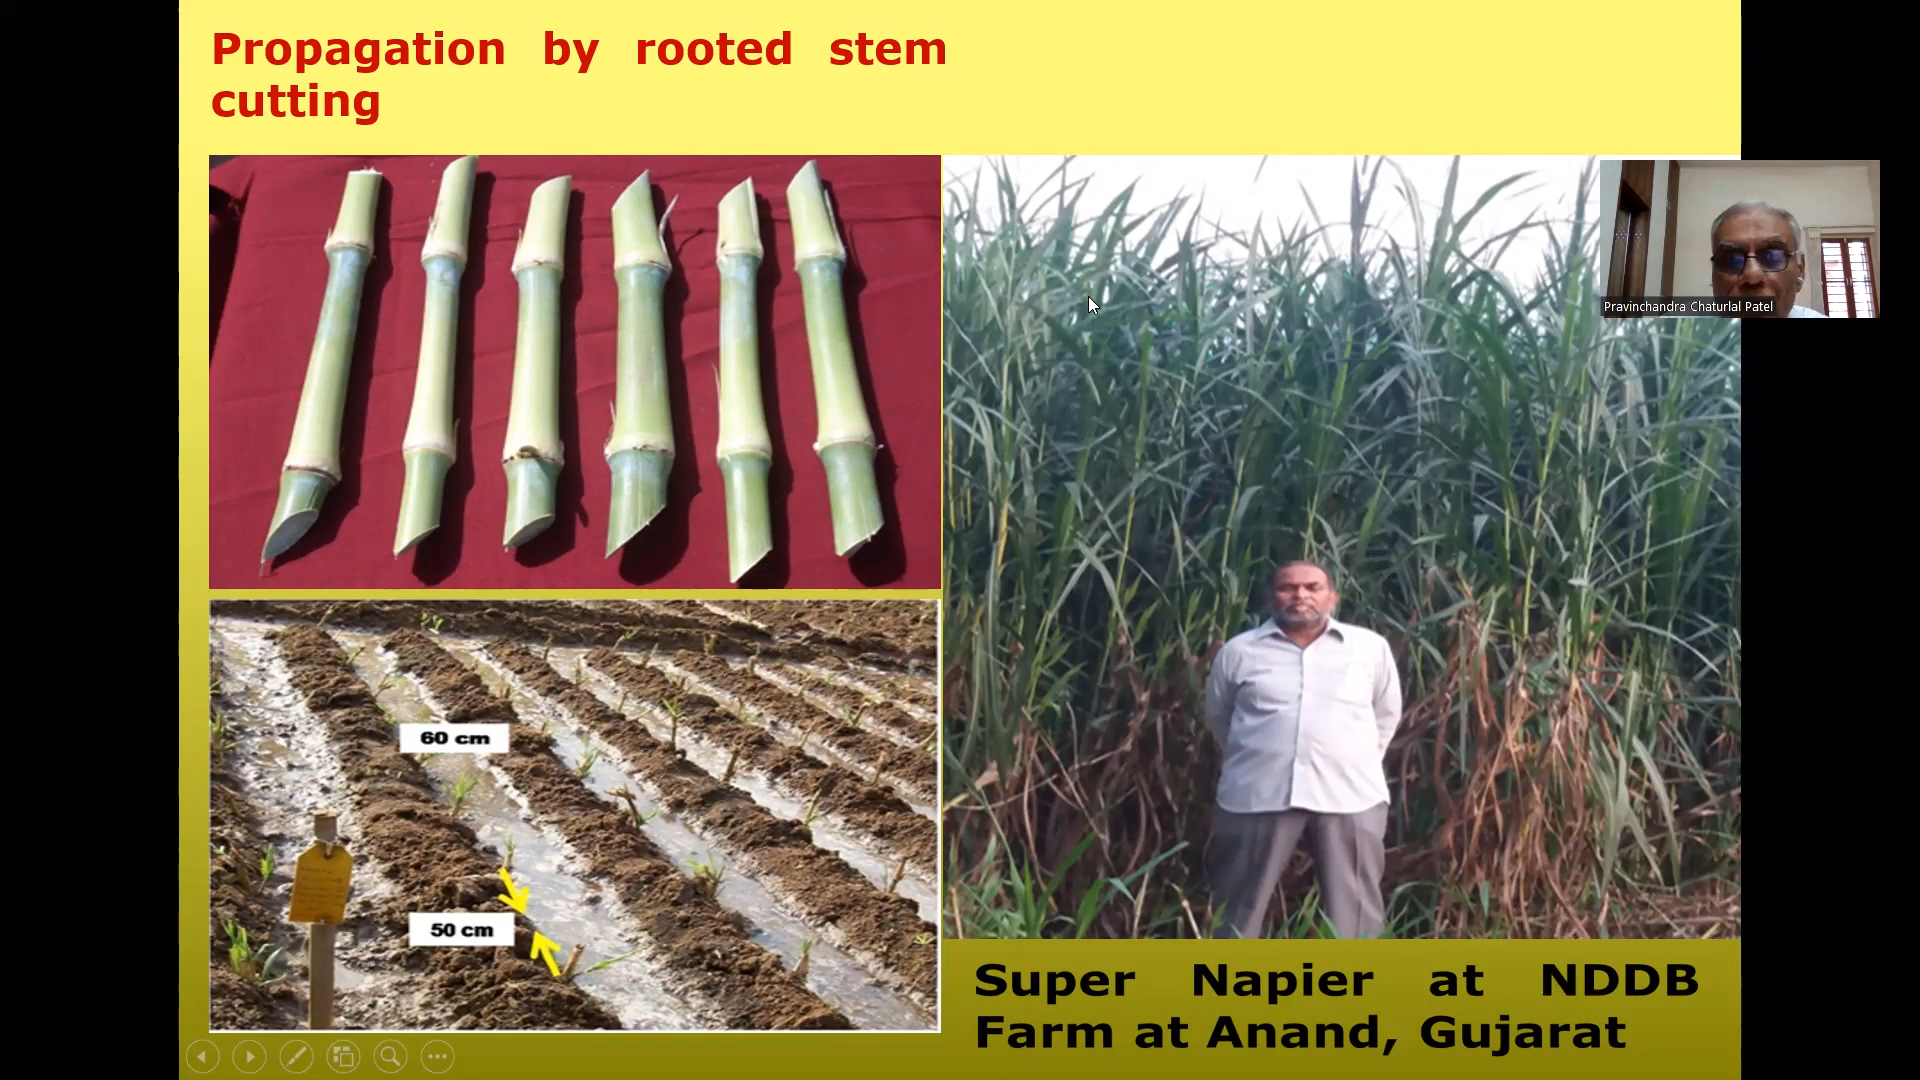 Propagation by rooted stem
cutting
Pravinchandra Chaturlal Patel
60 cm
50 cm
Super Napier at NDDB
Farm at Anand, Gujarat